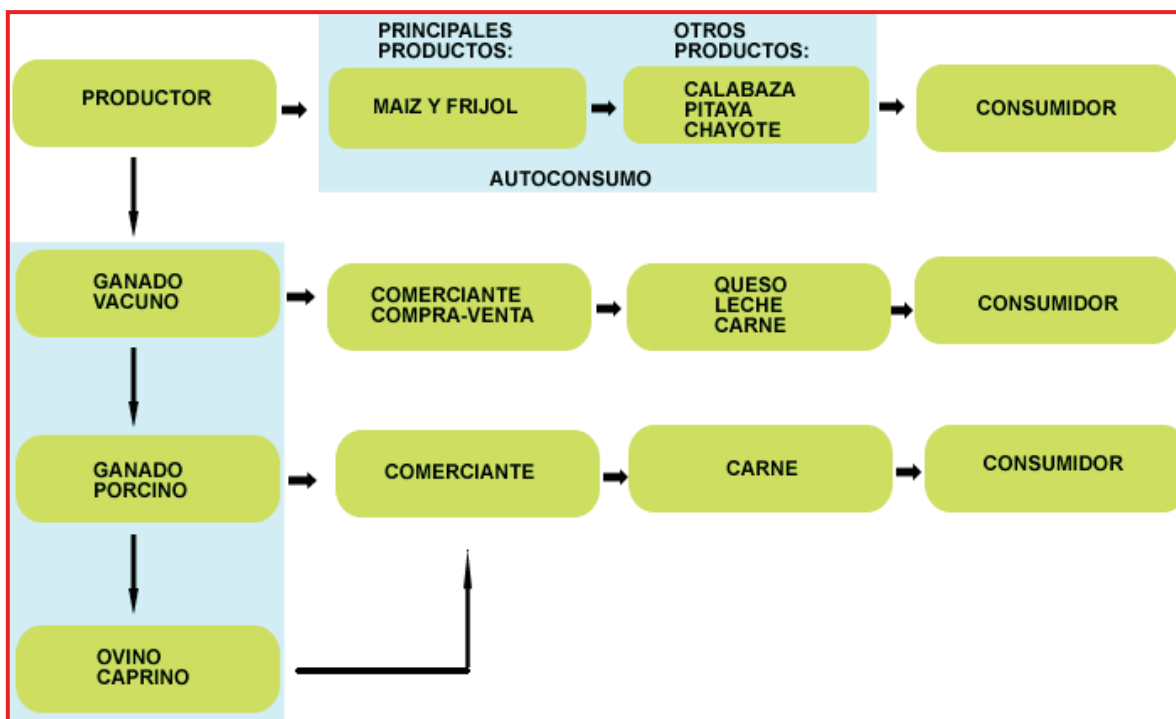 PRINCIPALES
PRODUCTOS:
OTROS
PRODUCTOS:
PRODUCTOR
MAIZ Y FRIJOL
CALABAZA
PITAYA
CHAYOTE
CONSUMIDOR
AUTOCONSUMO
GANADO
VACUNO
COMERCIANTE
COMPRA-VENTA
QUESO
LECHE
CARNE
CONSUMIDOR
GANADO
PORCINO
COMERCIANTE
CARNE
CONSUMIDOR
OVINO
CAPRINO